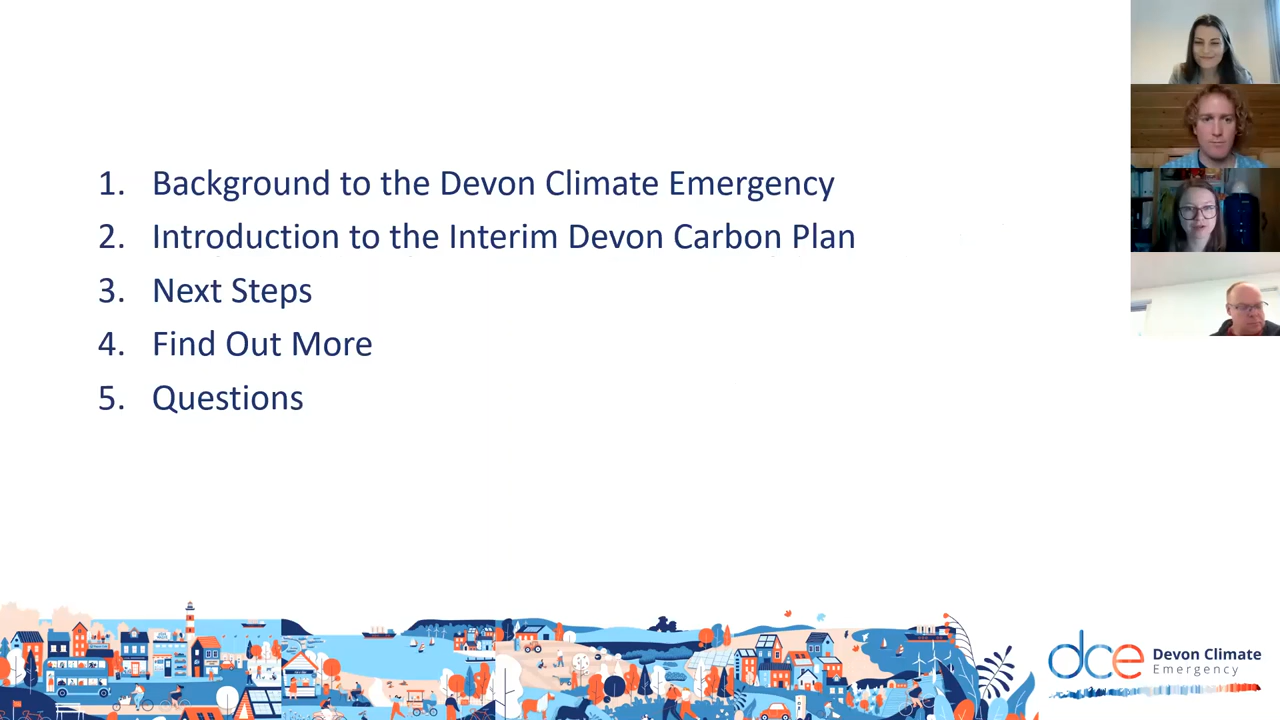 1. Background to the Devon Climate Emergency
2. Introduction to the Interim Devon Carbon Plan
3. Next Steps
4. Find Out More
5. Questions
dce Devon Climate
Emergency